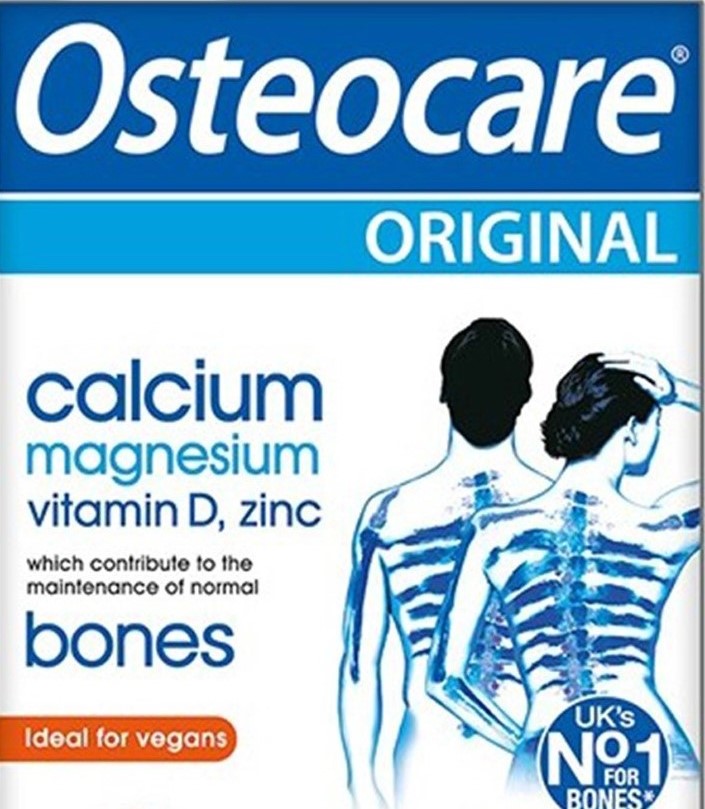 Osteocare®
ORIGINAL
calcium
magnesium
vitamin D, zinc
which contribute to the
maintenance of normal
bones
Ideal for vegans
UK's
No1
FOR
BONES*